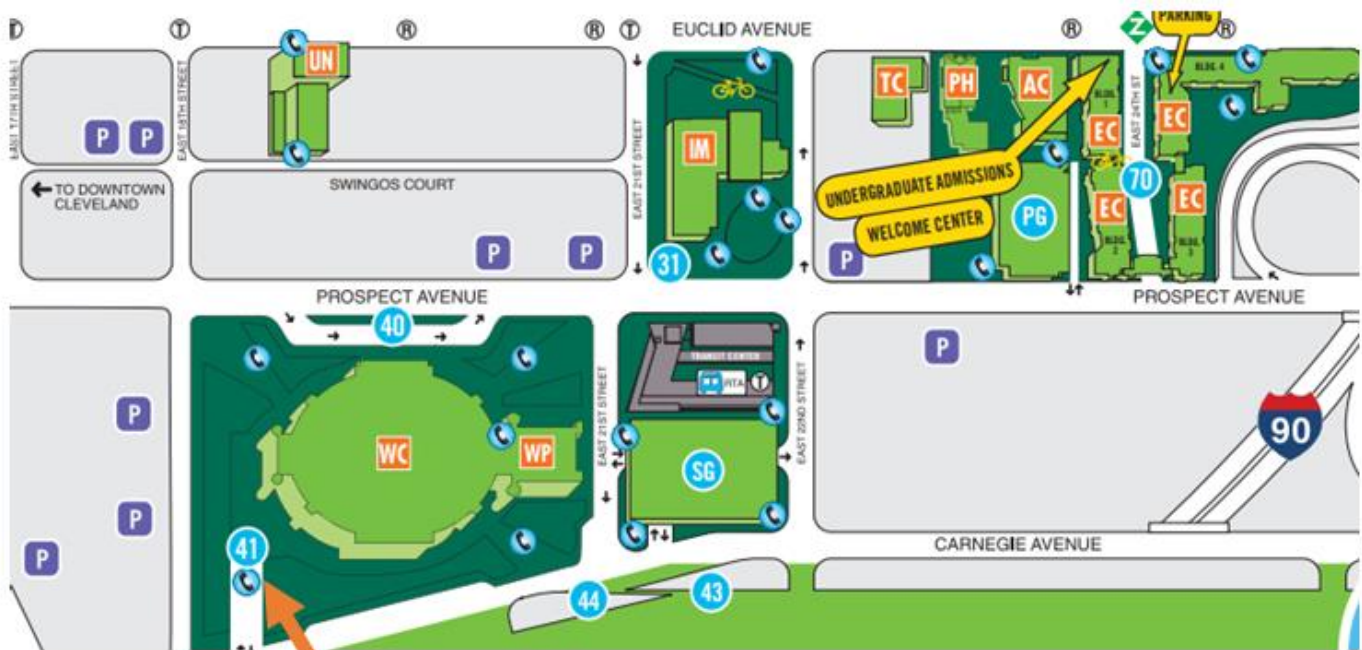 T
T
R
R
T
EUCLID AVENUE
R
Z
PARKING
R
EAST 17TH STREET
EAST 18TH STREET
UN
P
P
EAST 21ST STREET
IM
TC
PH
AC
BLDG. 1
EC
EAST 24TH ST
EC
BLDG. 4
← TO DOWNTOWN
CLEVELAND
SWINGOS COURT
P
P
31
UNDERGRADUATE ADMISSIONS
WELCOME CENTER
P
PG
EC
BLDG. 2
70
EC
BLDG. 3
PROSPECT AVENUE
40
PROSPECT AVENUE
TRANSIT CENTER
RTA
T
P
90
P
WC
WP
EAST 21ST STREET
SG
EAST 22ND STREET
P
P
41
CARNEGIE AVENUE
44
43